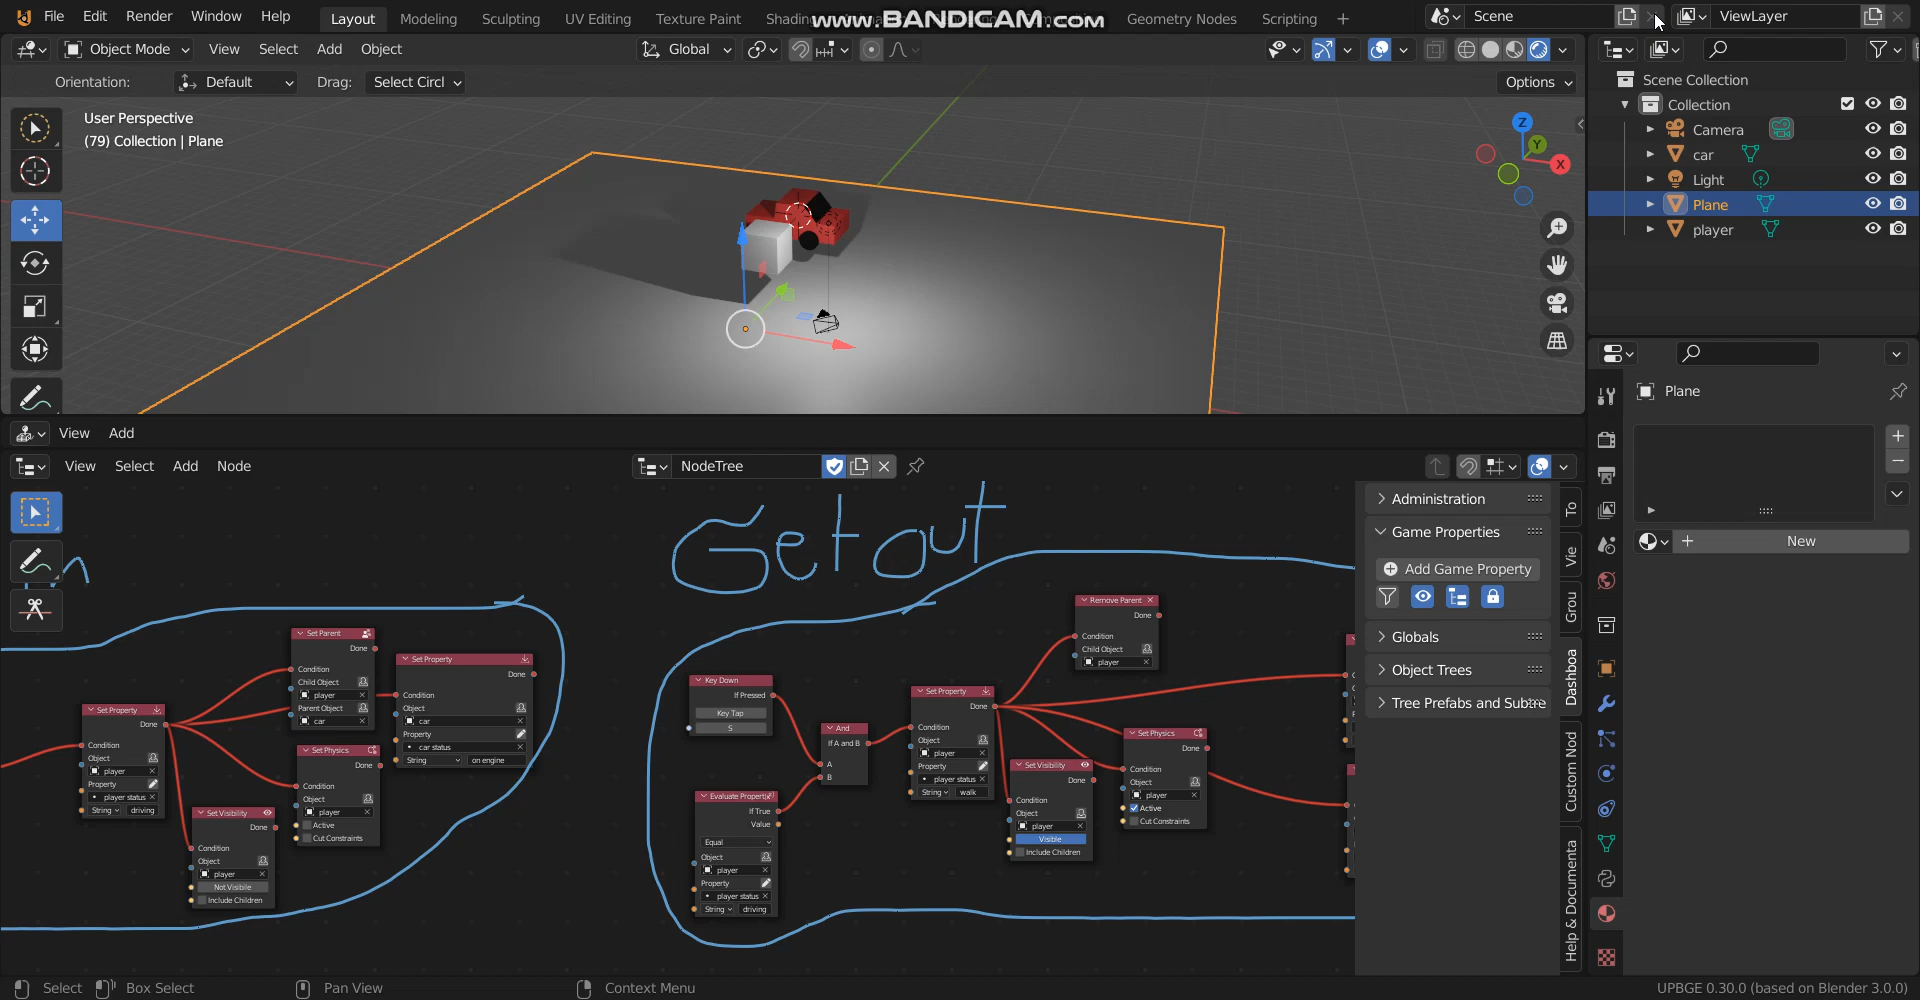 File Edit Render Window Help Layout Modeling Sculpting UV Editing Texture Paint Shading www.BANDICAM.com Geometry Nodes Scripting + Scene ViewLayer
Object Mode View Select Add Object Global
Orientation: Default Drag: Select Circl Options
User Perspective
(79) Collection | Plane
Z
Y
X
Scene Collection
Collection
Camera
car
Light
Plane
player
Plane
New
View Add
View Select Add Node NodeTree
Get out
n
Set Parent
Done
Condition
Child Object
player
Parent Object
car
Set Property
Done
Condition
Object
car
Property
car status
String on engine
Set Property
Done
Condition
Object
player
Property
player status
String driving
Set Physics
Done
Condition
Object
player
Active
Cut Constraints
Set Visibility
Done
Condition
Object
player
Not Visible
Include Children
Key Down
If Pressed
Key Tap
S
And
If A and B
A
B
Evaluate Property
If True
Value
Equal
Object
player
Property
player status
String driving
Set Property
Done
Condition
Object
player
Property
player status
String walk
Remove Parent
Done
Condition
Child Object
player
Set Visibility
Done
Condition
Object
player
Visible
Include Children
Set Physics
Done
Condition
Object
player
Active
Cut Constraints
Administration
Game Properties
Add Game Property
Globals
Object Trees
Tree Prefabs and Subtre
To
Vie
Grou
Dashboa
Custom Nod
Help & Documenta
Select Box Select Pan View Context Menu UPBGE 0.30.0 (based on Blender 3.0.0)